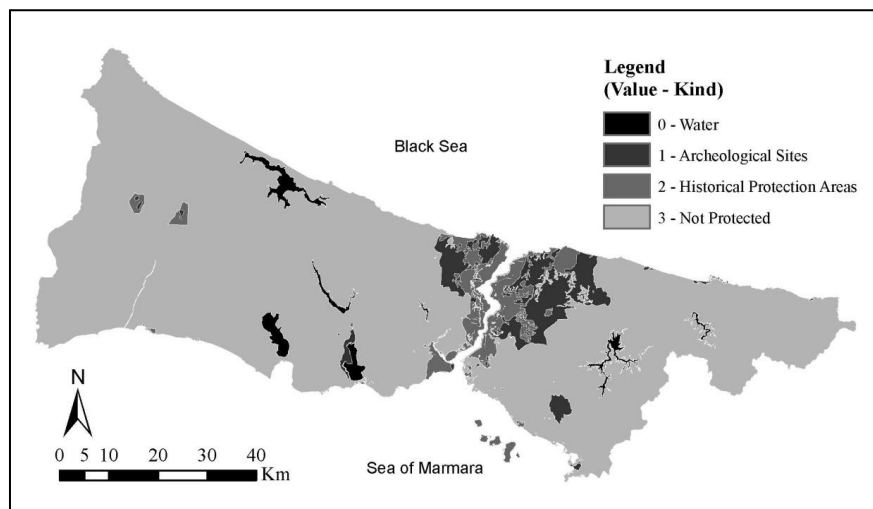 Legend
(Value - Kind)
0 - Water
1 - Archeological Sites
2 - Historical Protection Areas
3 - Not Protected
Black Sea
N
0 5 10 20 30 40
Km
Sea of Marmara